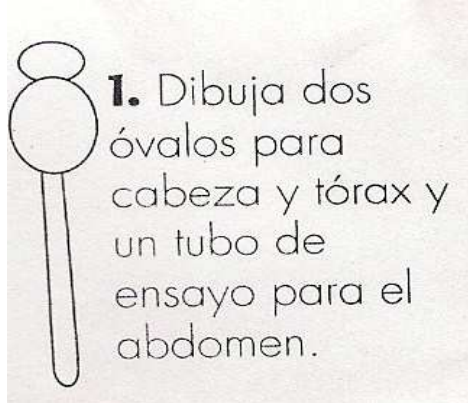 1. Dibuja dos
óvalos para
cabeza y tórax y
un tubo de
ensayo para el
abdomen.